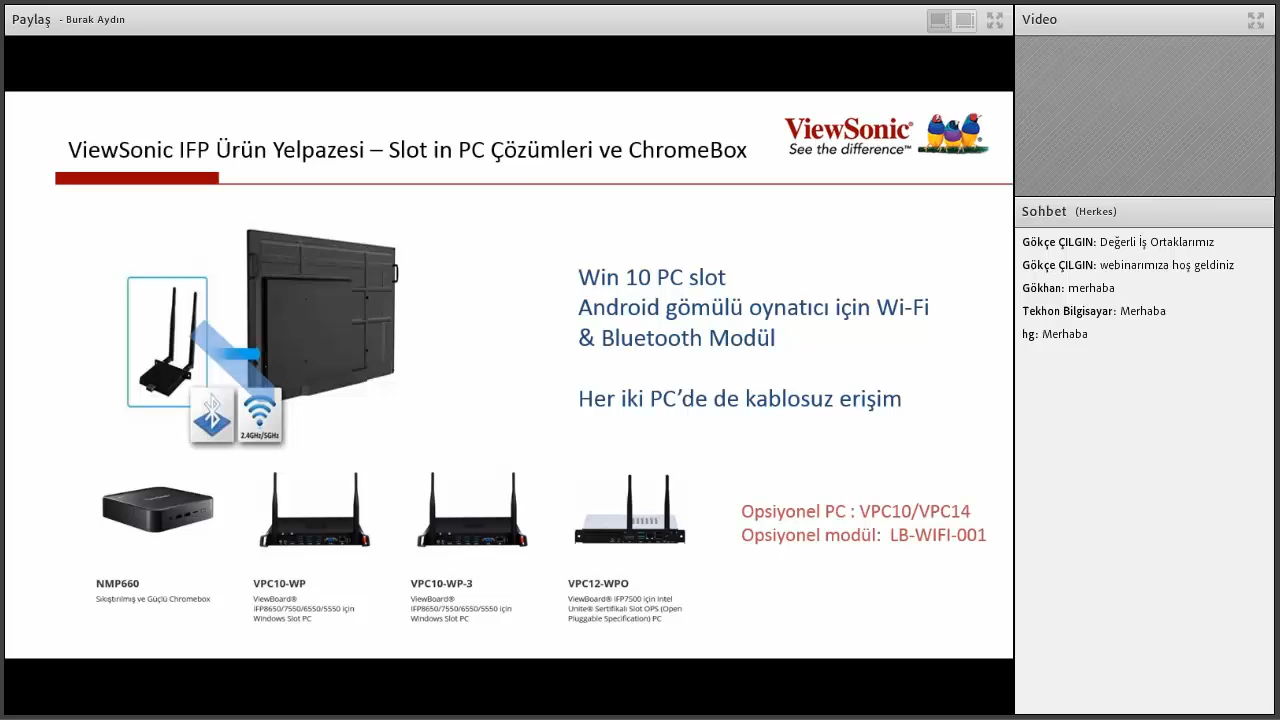 Paylaş - Burak Aydın
ViewSonic IFP Ürün Yelpazesi – Slot in PC Çözümleri ve ChromeBox
ViewSonic®
See the difference™
Win 10 PC slot
Android gömülü oynatıcı için Wi-Fi
& Bluetooth Modül
Her iki PC’de de kablosuz erişim
2.4GHz/5GHz
Opsiyonel PC : VPC10/VPC14
Opsiyonel modül: LB-WIFI-001
NMP660
Sıkıştırılmış ve Güçlü Chromebox
VPC10-WP
ViewBoard®
IFP8650/7550/6550/5550 için
Windows Slot PC
VPC10-WP-3
ViewBoard®
IFP8650/7550/6550/5550 için
Windows Slot PC
VPC12-WPO
ViewBoard® IFP7500 için Intel
Unite® Sertifikalı Slot OPS (Open
Pluggable Specification) PC
Video
Sohbet (Herkes)
Gökçe ÇILGIN: Değerli İş Ortaklarımız
Gökçe ÇILGIN: webinarımıza hoş geldiniz
Gökhan: merhaba
Tekhon Bilgisayar: Merhaba
hg: Merhaba